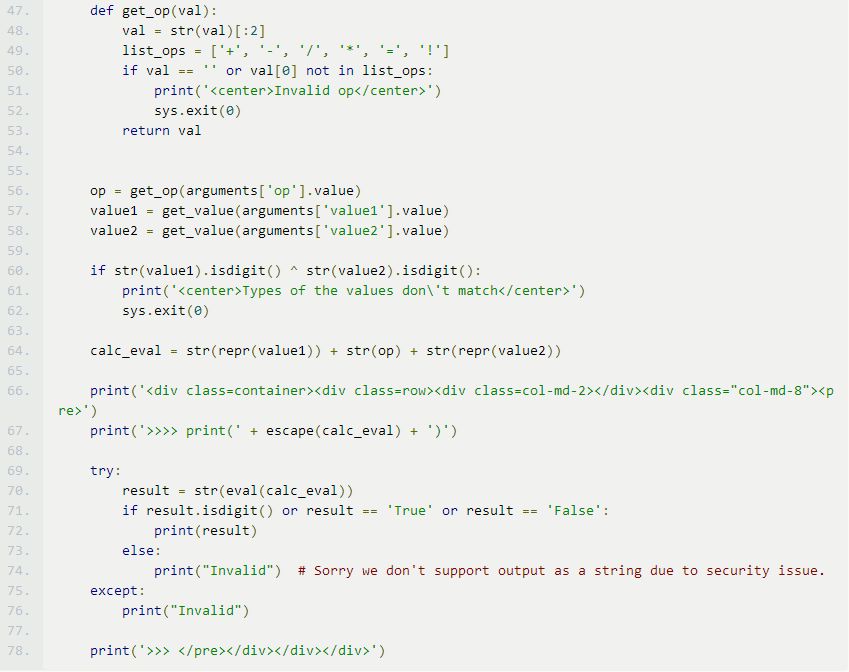 47.     def get_op(val):
48.         val = str(val)[:2]
49.         list_ops = ['+', '-', '/', '*', '=', '!']
50.         if val == '' or val[0] not in list_ops:
51.             print('<center>Invalid op</center>')
52.             sys.exit(0)
53.         return val
54.
55.
56.     op = get_op(arguments['op'].value)
57.     value1 = get_value(arguments['value1'].value)
58.     value2 = get_value(arguments['value2'].value)
59.
60.     if str(value1).isdigit() ^ str(value2).isdigit():
61.         print('<center>Types of the values don\'t match</center>')
62.         sys.exit(0)
63.
64.     calc_eval = str(repr(value1)) + str(op) + str(repr(value2))
65.
66.     print('<div class=container><div class=row><div class=col-md-2></div><div class="col-md-8"><p
re>')
67.     print('>>>> print(' + escape(calc_eval) + ')')
68.
69.     try:
70.         result = str(eval(calc_eval))
71.         if result.isdigit() or result == 'True' or result == 'False':
72.             print(result)
73.         else:
74.             print("Invalid")  # Sorry we don't support output as a string due to security issue.
75.     except:
76.         print("Invalid")
77.
78.     print('>>> </pre></div></div></div>')